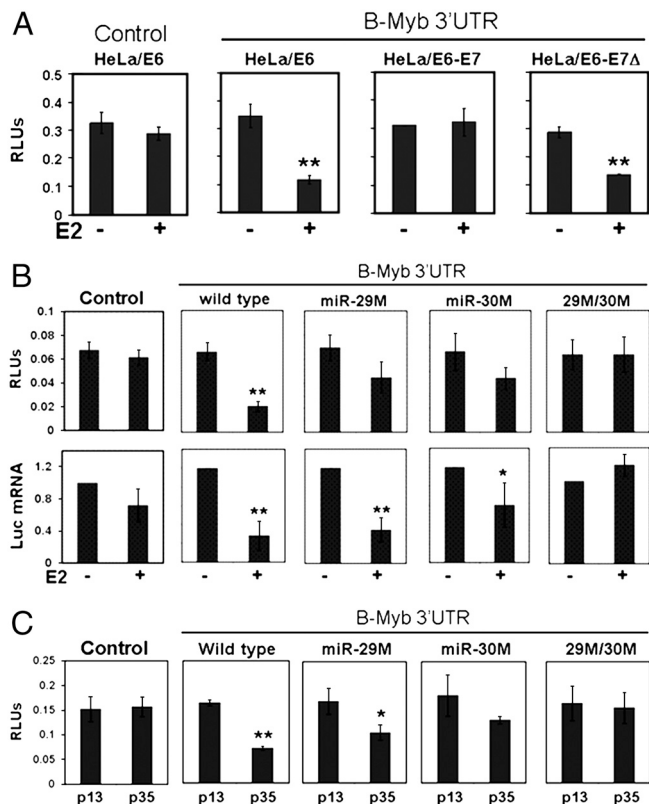 A
Control
B-Myb 3'UTR
HeLa/E6
HeLa/E6
HeLa/E6-E7
HeLa/E6-E7Δ
RLUs
0.5
0.4
0.3
0.2
0.1
0
**
**
E2 - + - + - + - +
B
B-Myb 3'UTR
Control
wild type
miR-29M
miR-30M
29M/30M
RLUs
0.1
0.08
0.06
0.04
0.02
0
**
Luc mRNA
1.2
0.8
0.4
0
**
**
*
E2 - + - + - + - + - +
C
B-Myb 3'UTR
Control
Wild type
miR-29M
miR-30M
29M/30M
RLUs
0.25
0.2
0.15
0.1
0.05
0
**
*
p13 p35 p13 p35 p13 p35 p13 p35 p13 p35